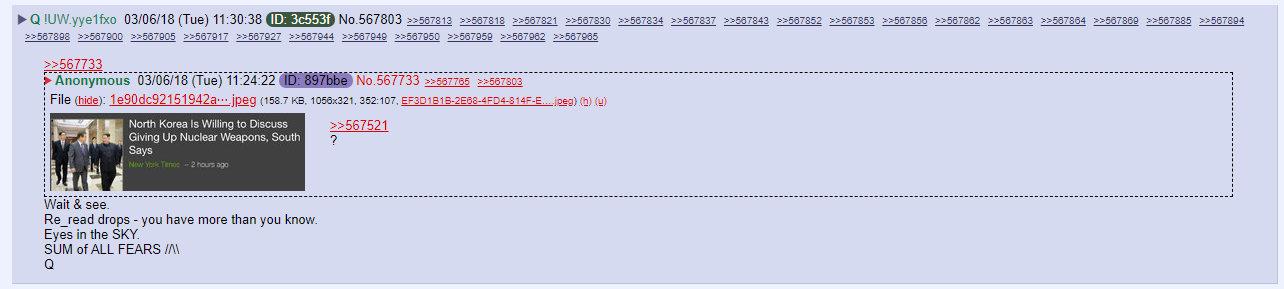 ▶ Q !UW.yye1fxo 03/06/18 (Tue) 11:30:38 ID: 3c553f No.567803 >>567813 >>567818 >>567821 >>567830 >>567834 >>567837 >>567843 >>567852 >>567853 >>567856 >>567862 >>567863 >>567864 >>567869 >>567885 >>567894
>>567898 >>567900 >>567905 >>567917 >>567927 >>567944 >>567949 >>567950 >>567959 >>567962 >>567965
>>567733
▶ Anonymous 03/06/18 (Tue) 11:24:22 ID: 897bbe No.567733 >>567765 >>567803
File (hide): 1e90dc92151942a⋯.jpeg (158.7 KB, 1056x321, 352:107, EF3D1B1B-2E68-4FD4-814F-E….jpeg) (h) (u)
North Korea Is Willing to Discuss
Giving Up Nuclear Weapons, South
Says
New York Times – 2 hours ago
>>567521
?
Wait & see.
Re_read drops - you have more than you know.
Eyes in the SKY.
SUM of ALL FEARS //\\
Q